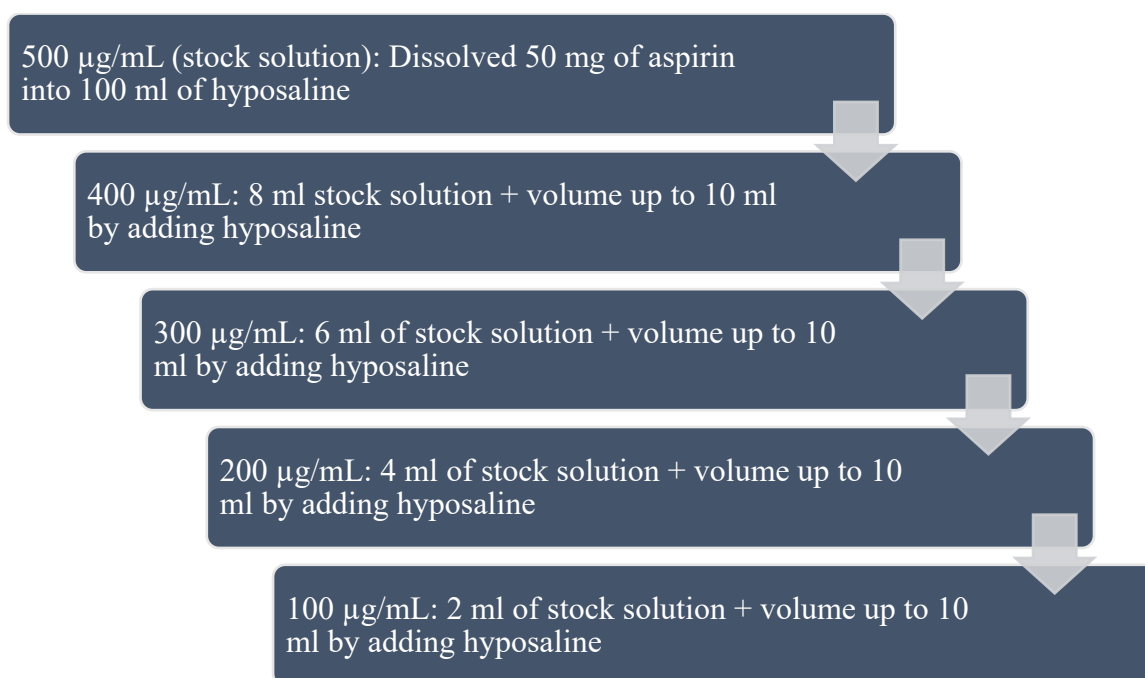 500 µg/mL (stock solution): Dissolved 50 mg of aspirin
into 100 ml of hyposaline
400 µg/mL: 8 ml stock solution + volume up to 10 ml
by adding hyposaline
300 µg/mL: 6 ml of stock solution + volume up to 10
ml by adding hyposaline
200 µg/mL: 4 ml of stock solution + volume up to 10
ml by adding hyposaline
100 µg/mL: 2 ml of stock solution + volume up to 10
ml by adding hyposaline